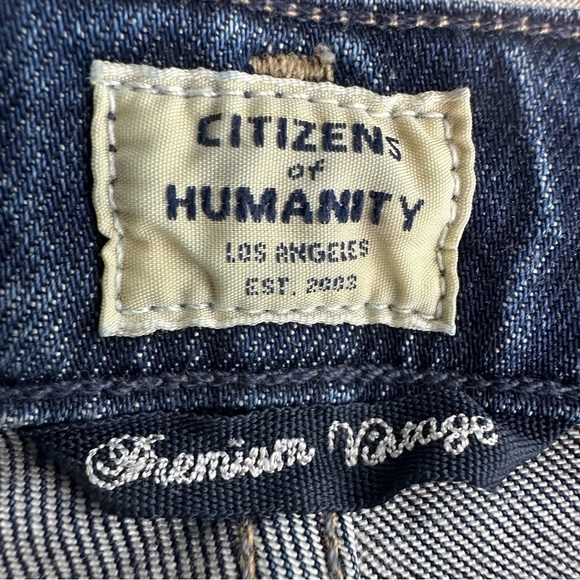 CITIZENS
of
HUMANITY
LOS ANGELES
EST. 2003
Premium Vintage